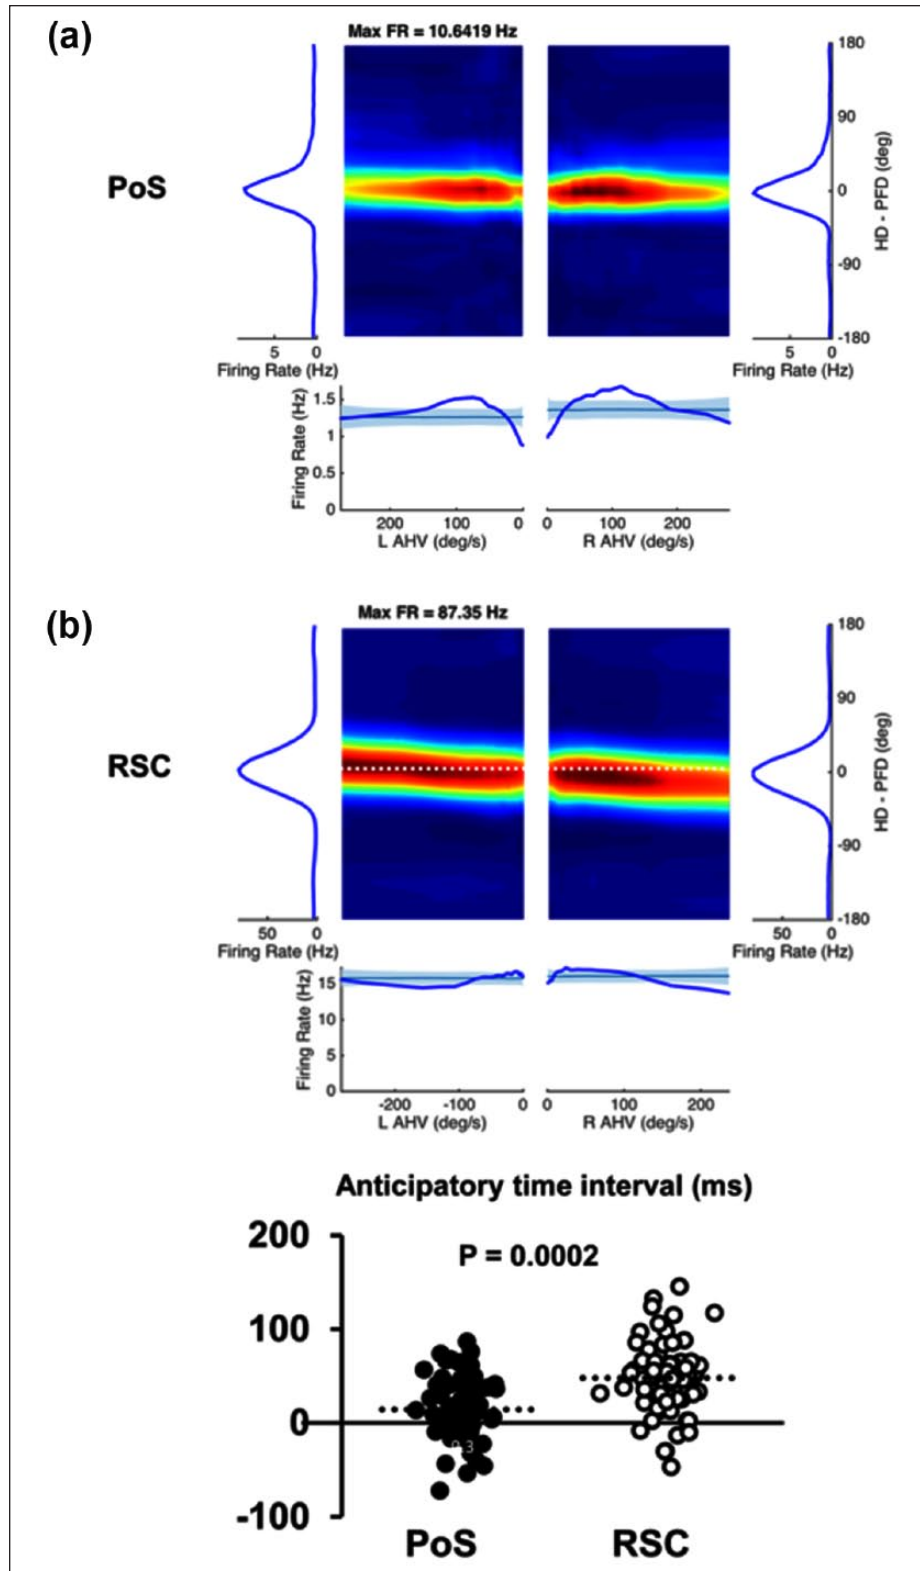 (a)
Max FR = 10.6419 Hz
PoS
180
90
0
-90
-180
HD - PFD (deg)
5 0
Firing Rate (Hz)
5 0
Firing Rate (Hz)
Firing Rate (Hz)
1.5
1
0.5
0
200 100 0
L AHV (deg/s)
0 100 200
R AHV (deg/s)
(b)
Max FR = 87.35 Hz
RSC
180
90
0
-90
-180
HD - PFD (deg)
50 0
Firing Rate (Hz)
50 0
Firing Rate (Hz)
Firing Rate (Hz)
15
10
5
0
-200 -100 0
L AHV (deg/s)
0 100 200
R AHV (deg/s)
Anticipatory time interval (ms)
200
P = 0.0002
100
0
-100
PoS RSC